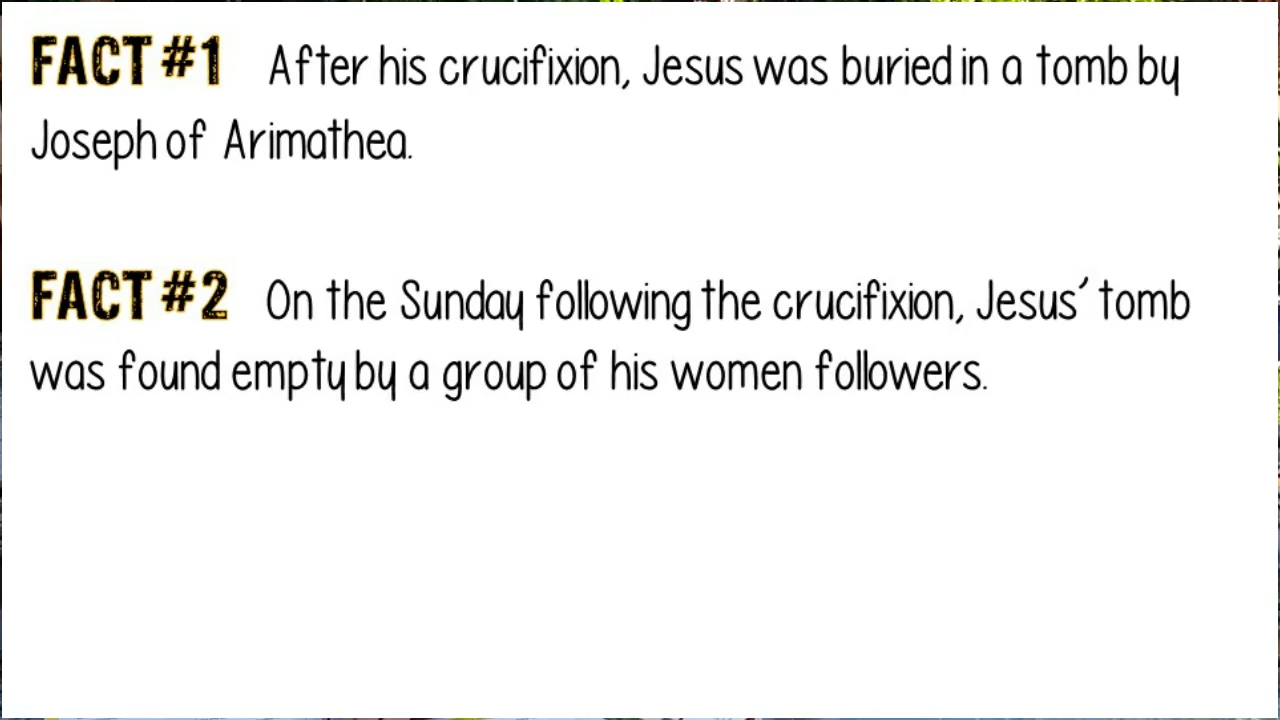 FACT #1 After his crucifixion, Jesus was buried in a tomb by
Joseph of Arimathea.
FACT #2 On the Sunday following the crucifixion, Jesus' tomb
was found empty by a group of his women followers.